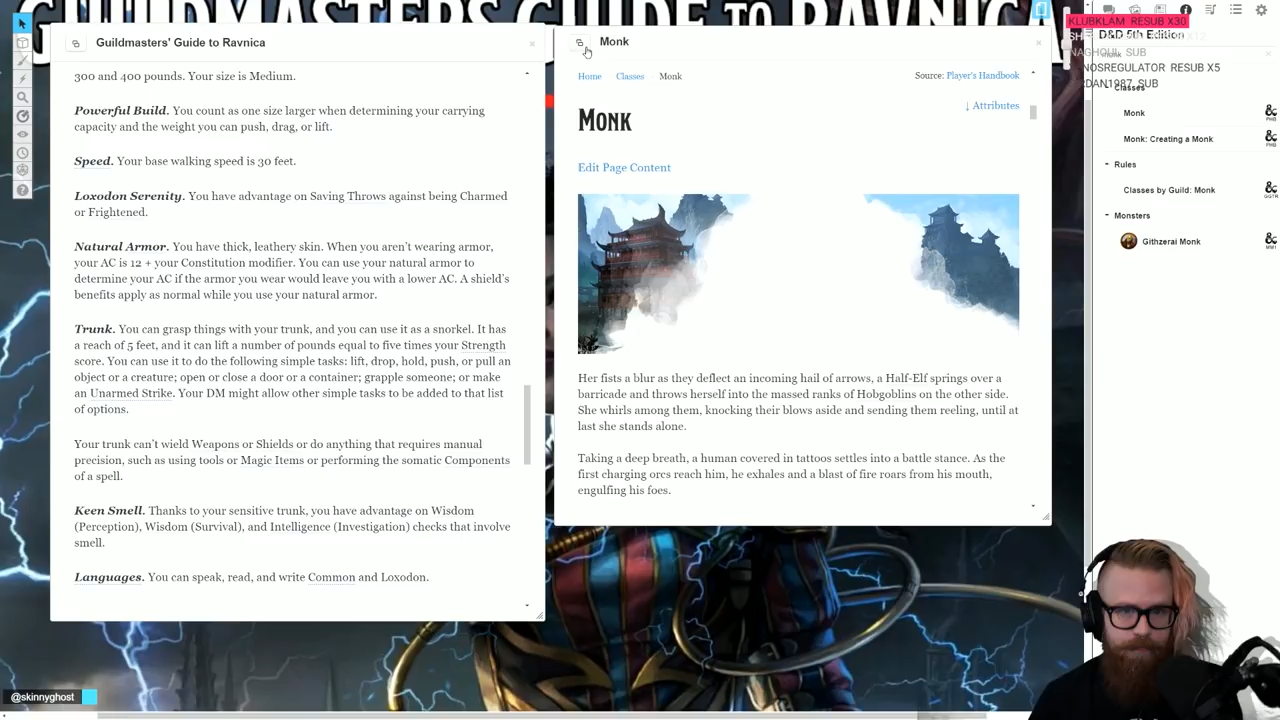 GUILDMASTERS' GUIDE TO RAVNICA
Guildmasters' Guide to Ravnica
300 and 400 pounds. Your size is Medium.
Powerful Build. You count as one size larger when determining your carrying
capacity and the weight you can push, drag, or lift.
Speed. Your base walking speed is 30 feet.
Loxodon Serenity. You have advantage on Saving Throws against being Charmed
or Frightened.
Natural Armor. You have thick, leathery skin. When you aren't wearing armor,
your AC is 12 + your Constitution modifier. You can use your natural armor to
determine your AC if the armor you wear would leave you with a lower AC. A shield's
benefits apply as normal while you use your natural armor.
Trunk. You can grasp things with your trunk, and you can use it as a snorkel. It has
a reach of 5 feet, and it can lift a number of pounds equal to five times your Strength
score. You can use it to do the following simple tasks: lift, drop, hold, push, or pull an
object or a creature; open or close a door or a container; grapple someone; or make
an Unarmed Strike. Your DM might allow other simple tasks to be added to that list
of options.
Your trunk can't wield Weapons or Shields or do anything that requires manual
precision, such as using tools or Magic Items or performing the somatic Components
of a spell.
Keen Smell. Thanks to your sensitive trunk, you have advantage on Wisdom
(Perception), Wisdom (Survival), and Intelligence (Investigation) checks that involve
smell.
Languages. You can speak, read, and write Common and Loxodon.
Monk
Home Classes Monk
Source: Player's Handbook
↓ Attributes
MONK
Edit Page Content
Her fists a blur as they deflect an incoming hail of arrows, a Half-Elf springs over a
barricade and throws herself into the massed ranks of Hobgoblins on the other side.
She whirls among them, knocking their blows aside and sending them reeling, until at
last she stands alone.
Taking a deep breath, a human covered in tattoos settles into a battle stance. As the
first charging orcs reach him, he exhales and a blast of fire roars from his mouth,
engulfing his foes.
KLUBKLAM RESUB X30
D&D 5th Edition
NAGHOUL SUB
NOSREGULATOR RESUB X5
RDAN1987 SUB
Classes
Monk
PHB
Monk: Creating a Monk
PHB
Rules
Classes by Guild: Monk
GGTR
Monsters
Githzerai Monk
@skinnyghost